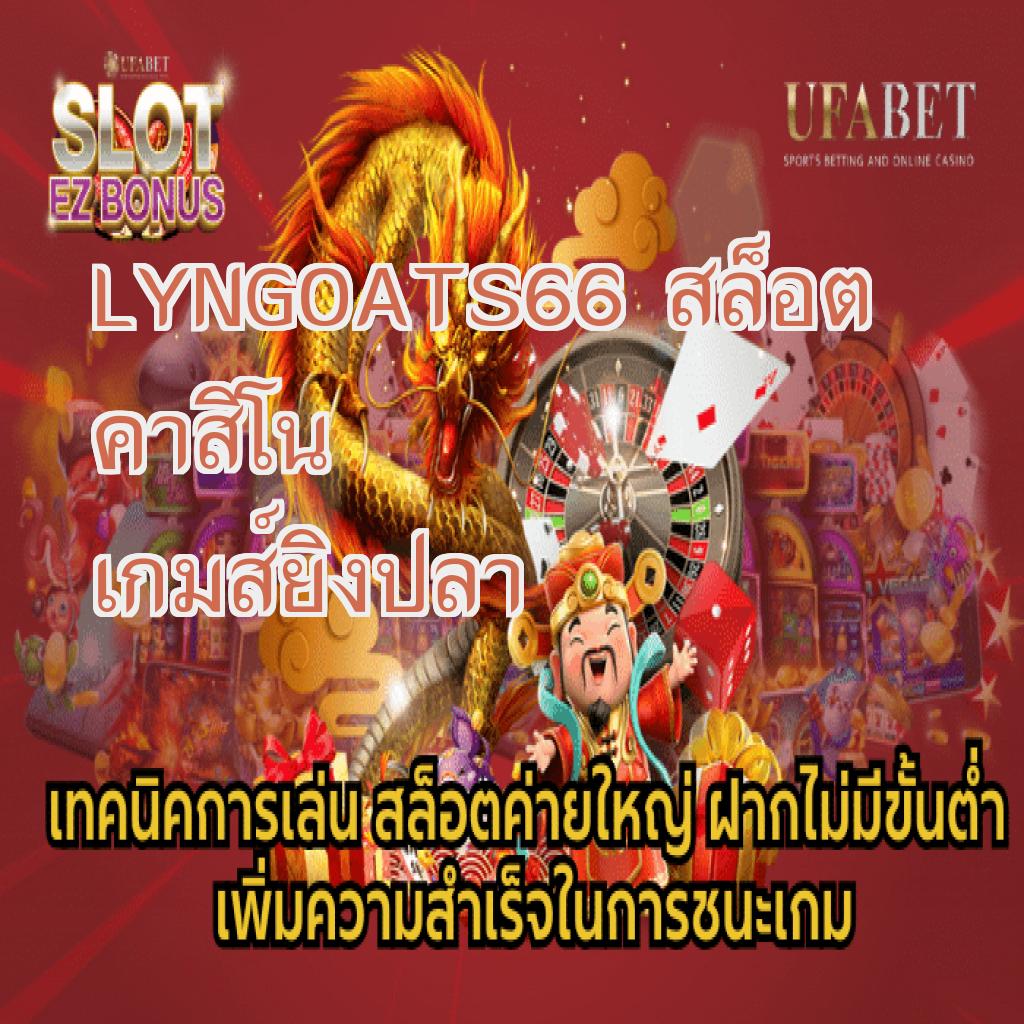 UFABET
SLOT
EZ BONUS
UFABET
SPORTS BETTING AND ONLINE CASINO
LYNGOATS66 สล็อต
คาสิโน
เกมส์ยิงปลา
เทคนิคการเล่น สล็อตค่ายใหญ่ ฝากไม่มีขั้นต่ำ
เพิ่มความสำเร็จในการชนะเกม